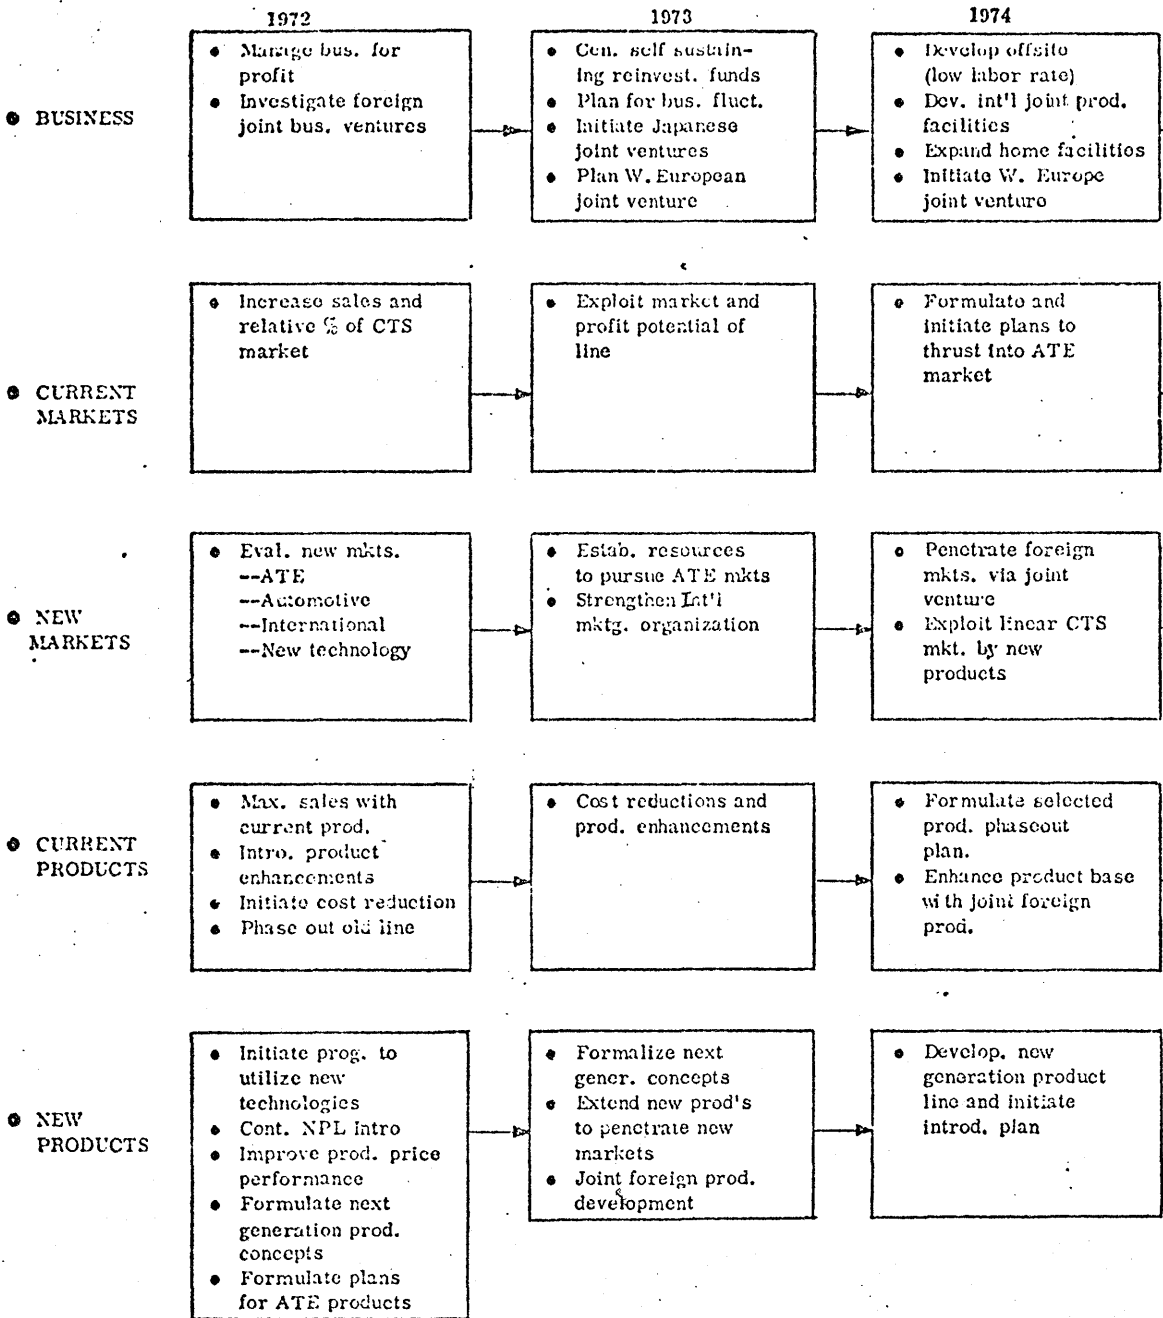 1972
1973
1974
● BUSINESS
● Manage bus. for
profit
● Investigate foreign
joint bus. ventures
● Gen. self sustain-
ing reinvest. funds
● Plan for bus. fluct.
● Initiate Japanese
joint ventures
● Plan W. European
joint venture
● Develop offsite
(low labor rate)
● Dev. int'l joint prod.
facilities
● Expand home facilities
● Initiate W. Europe
joint venture
● CURRENT
MARKETS
● Increase sales and
relative % of CTS
market
● Exploit market and
profit potential of
line
● Formulate and
initiate plans to
thrust into ATE
market
● NEW
MARKETS
● Eval. new mkts.
--ATE
--Automotive
--International
--New technology
● Estab. resources
to pursue ATE mkts
● Strengthen Int'l
mktg. organization
● Penetrate foreign
mkts. via joint
venture
● Exploit linear CTS
mkt. by new
products
● CURRENT
PRODUCTS
● Max. sales with
current prod.
● Intro. product
enhancements
● Initiate cost reduction
● Phase out old line
● Cost reductions and
prod. enhancements
● Formulate selected
prod. phaseout
plan.
● Enhance product base
with joint foreign
prod.
● NEW
PRODUCTS
● Initiate prog. to
utilize new
technologies
● Cont. NPL Intro
● Improve prod. price
performance
● Formulate next
generation prod.
concepts
● Formulate plans
for ATE products
● Formalize next
gener. concepts
● Extend new prod's
to penetrate new
markets
● Joint foreign prod.
development
● Develop. new
generation product
line and initiate
introd. plan